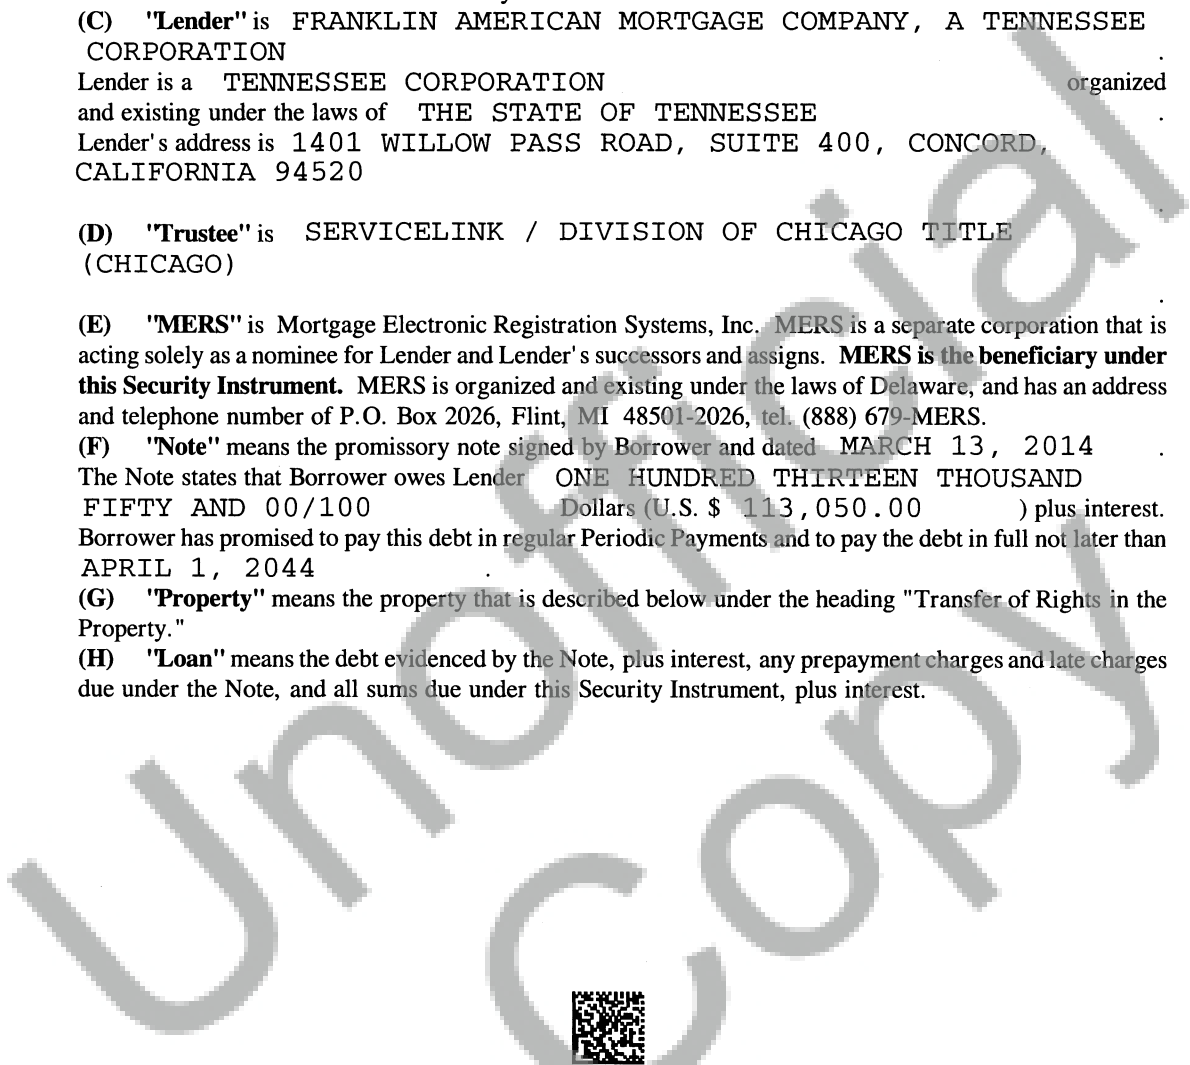 (C) "Lender" is FRANKLIN AMERICAN MORTGAGE COMPANY, A TENNESSEE
CORPORATION .
Lender is a TENNESSEE CORPORATION organized
and existing under the laws of THE STATE OF TENNESSEE .
Lender's address is 1401 WILLOW PASS ROAD, SUITE 400, CONCORD,
CALIFORNIA 94520
.
(D) "Trustee" is SERVICELINK / DIVISION OF CHICAGO TITLE
(CHICAGO)
.
(E) "MERS" is Mortgage Electronic Registration Systems, Inc. MERS is a separate corporation that is
acting solely as a nominee for Lender and Lender's successors and assigns. MERS is the beneficiary under
this Security Instrument. MERS is organized and existing under the laws of Delaware, and has an address
and telephone number of P.O. Box 2026, Flint, MI 48501-2026, tel. (888) 679-MERS.
(F) "Note" means the promissory note signed by Borrower and dated MARCH 13, 2014 .
The Note states that Borrower owes Lender ONE HUNDRED THIRTEEN THOUSAND
FIFTY AND 00/100 Dollars (U.S. $ 113,050.00 ) plus interest.
Borrower has promised to pay this debt in regular Periodic Payments and to pay the debt in full not later than
APRIL 1, 2044 .
(G) "Property" means the property that is described below under the heading "Transfer of Rights in the
Property."
(H) "Loan" means the debt evidenced by the Note, plus interest, any prepayment charges and late charges
due under the Note, and all sums due under this Security Instrument, plus interest.
Unofficial
Copy